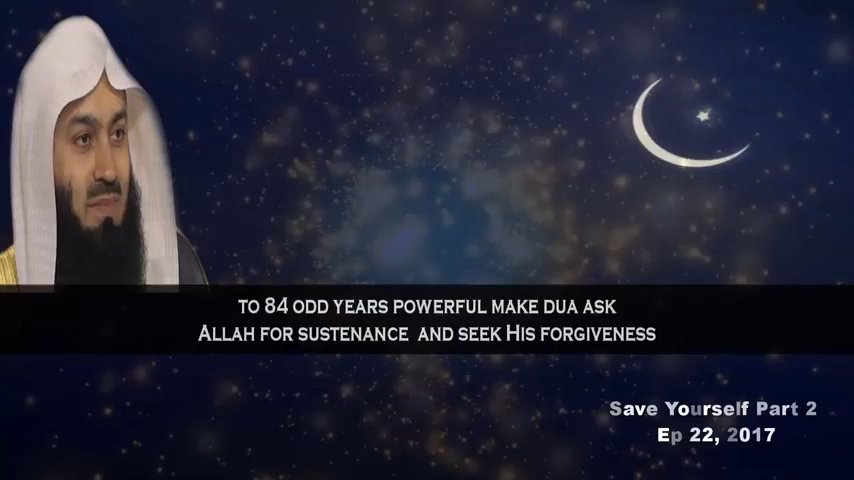 TO 84 ODD YEARS POWERFUL MAKE DUA ASK
ALLAH FOR SUSTENANCE AND SEEK HIS FORGIVENESS
Save Yourself Part 2
Ep 22, 2017